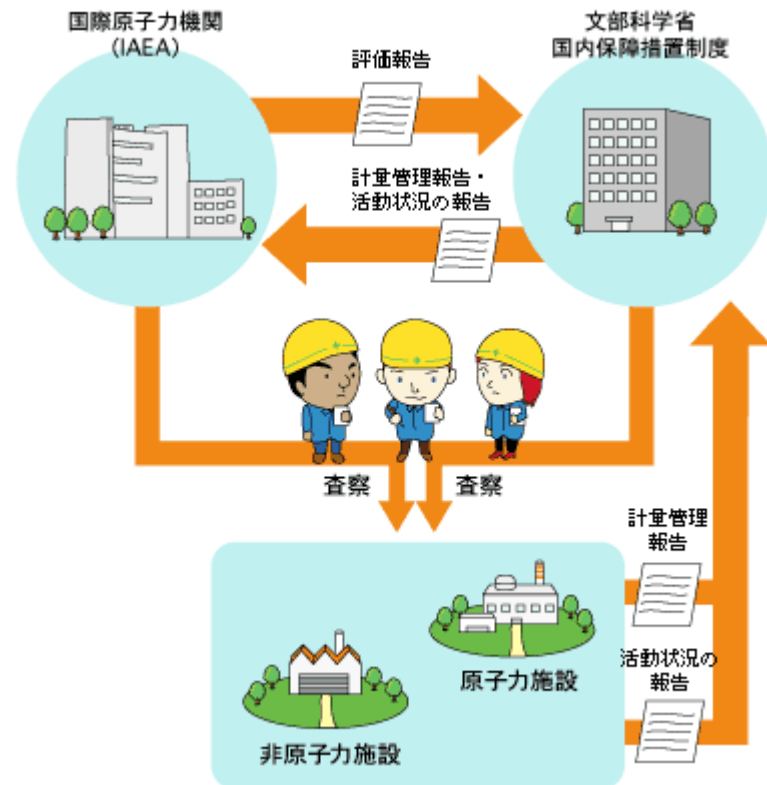 国際原子力機関
(IAEA)
文部科学省
国内保障措置制度
評価報告
計量管理報告・
活動状況の報告
査察
査察
計量管理
報告
原子力施設
活動状況の
報告
非原子力施設